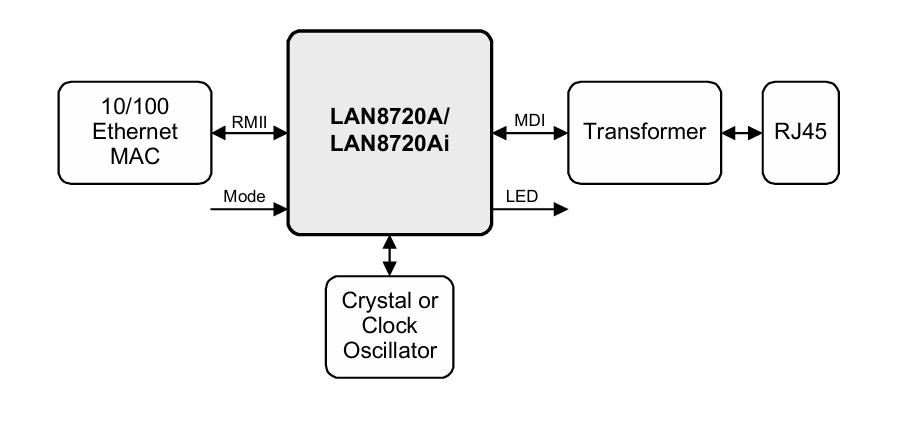 10/100
Ethernet
MAC
RMII
Mode
LAN8720A/
LAN8720Ai
MDI
LED
Transformer
RJ45
Crystal or
Clock
Oscillator